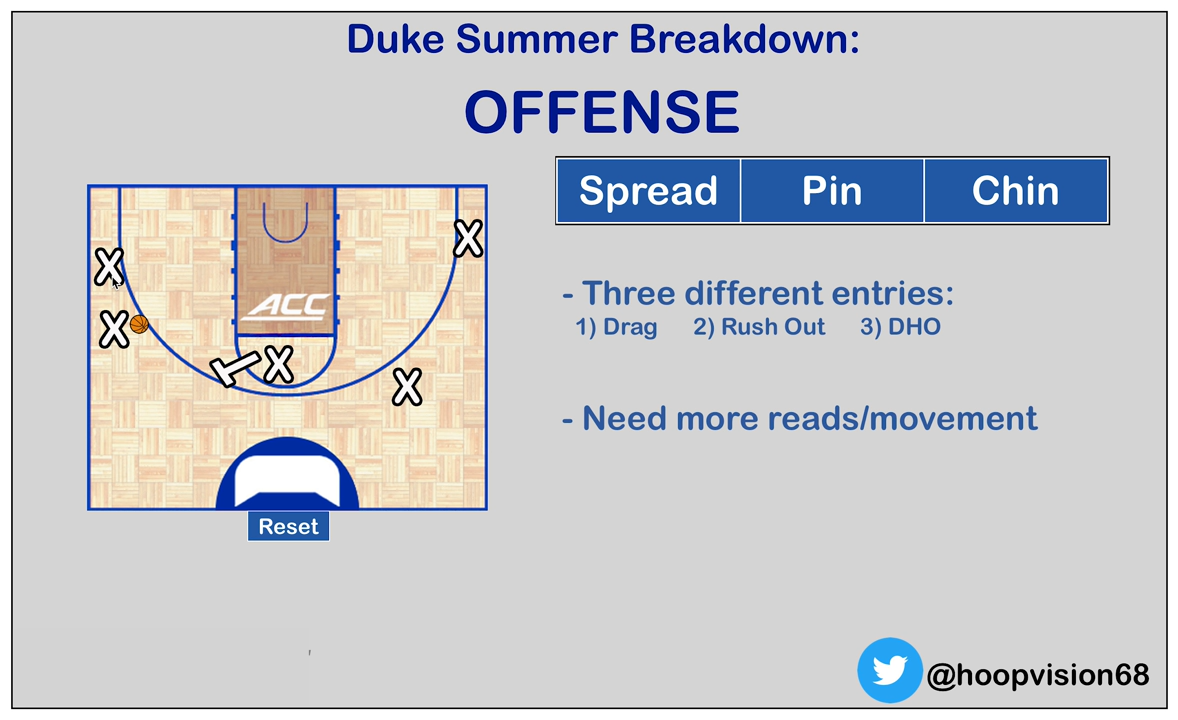 Duke Summer Breakdown:
OFFENSE
Spread Pin Chin
- Three different entries:
1) Drag 2) Rush Out 3) DHO
- Need more reads/movement
ACC
X
X
X
X
X
Reset
@hoopvision68